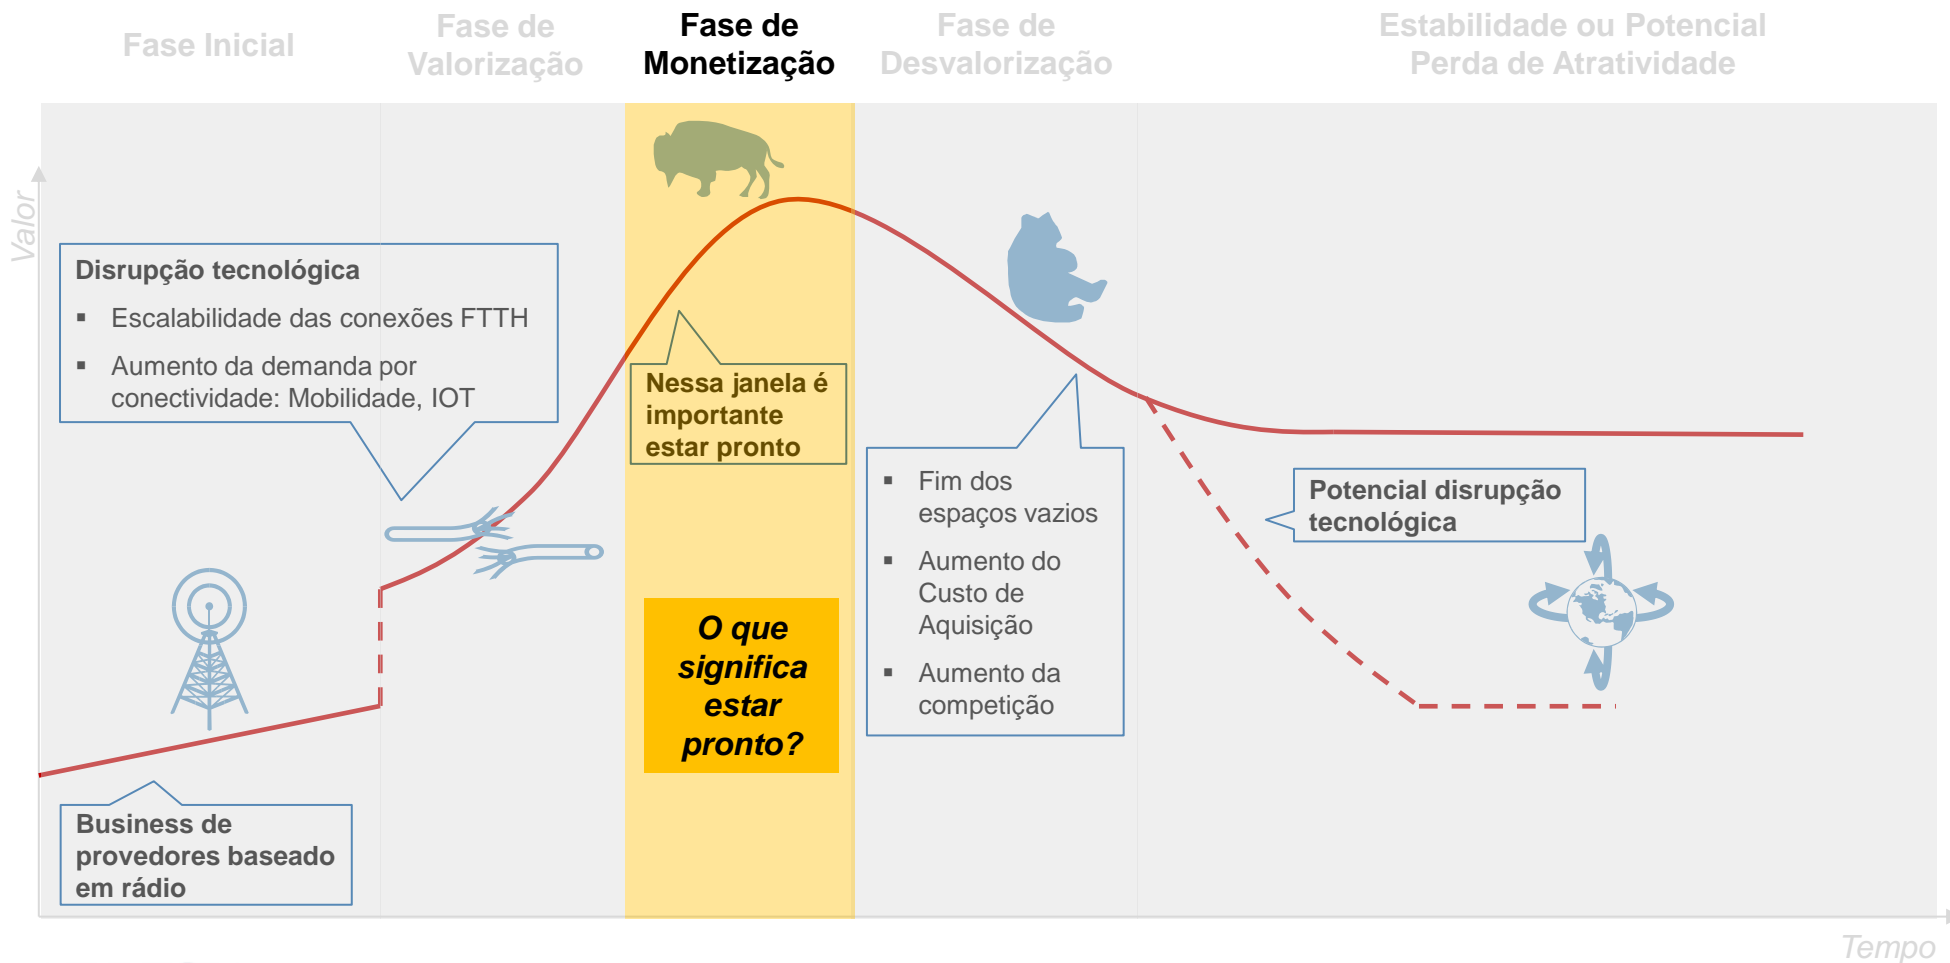 Fase Inicial
Fase de
Valorização
Fase de
Monetização
Fase de
Desvalorização
Estabilidade ou Potencial
Perda de Atratividade
Valor
Disrupção tecnológica
▪ Escalabilidade das conexões FTTH
▪ Aumento da demanda por
conectividade: Mobilidade, IOT
Nessa janela é
importante
estar pronto
▪ Fim dos
espaços vazios
▪ Aumento do
Custo de
Aquisição
▪ Aumento da
competição
Potencial disrupção
tecnológica
O que
significa
estar
pronto?
Business de
provedores baseado
em rádio
Tempo